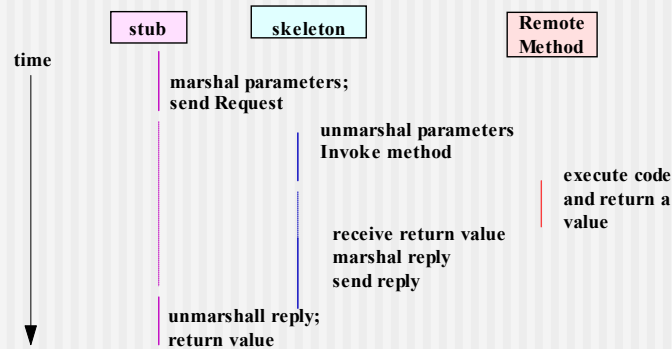 stub
skeleton
Remote
Method
time
marshal parameters;
send Request
unmarshal parameters
Invoke method
execute code
and return a
value
receive return value
marshal reply
send reply
unmarshall reply;
return value